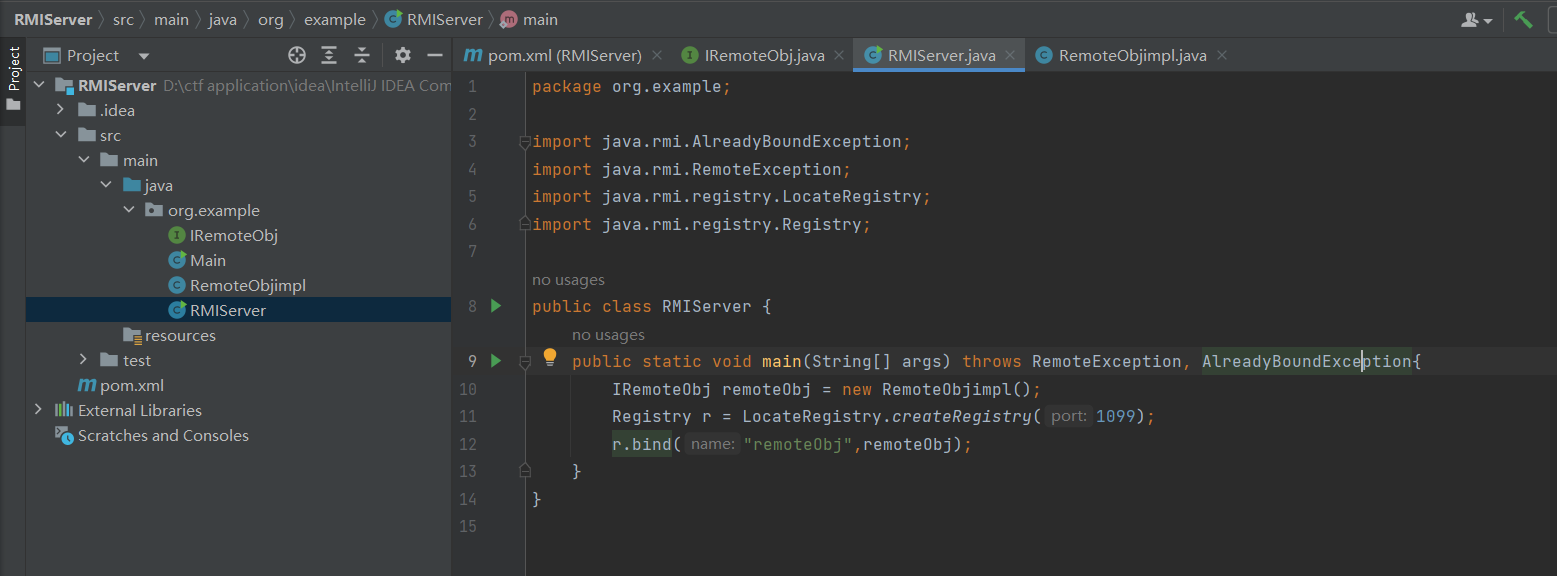 RMIServer src main java org example RMIServer main
Project
Project
pom.xml (RMIServer) IRemoteObj.java RMIServer.java RemoteObjimpl.java
RMIServer D:\ctf application\idea\IntelliJ IDEA Com
.idea
src
main
java
org.example
IRemoteObj
Main
RemoteObjimpl
RMIServer
resources
test
pom.xml
External Libraries
Scratches and Consoles
1 package org.example;
2
3 import java.rmi.AlreadyBoundException;
4 import java.rmi.RemoteException;
5 import java.rmi.registry.LocateRegistry;
6 import java.rmi.registry.Registry;
7
no usages
8 public class RMIServer {
no usages
9 public static void main(String[] args) throws RemoteException, AlreadyBoundException{
10 IRemoteObj remoteObj = new RemoteObjimpl();
11 Registry r = LocateRegistry.createRegistry( port: 1099);
12 r.bind( name: "remoteObj",remoteObj);
13 }
14 }
15